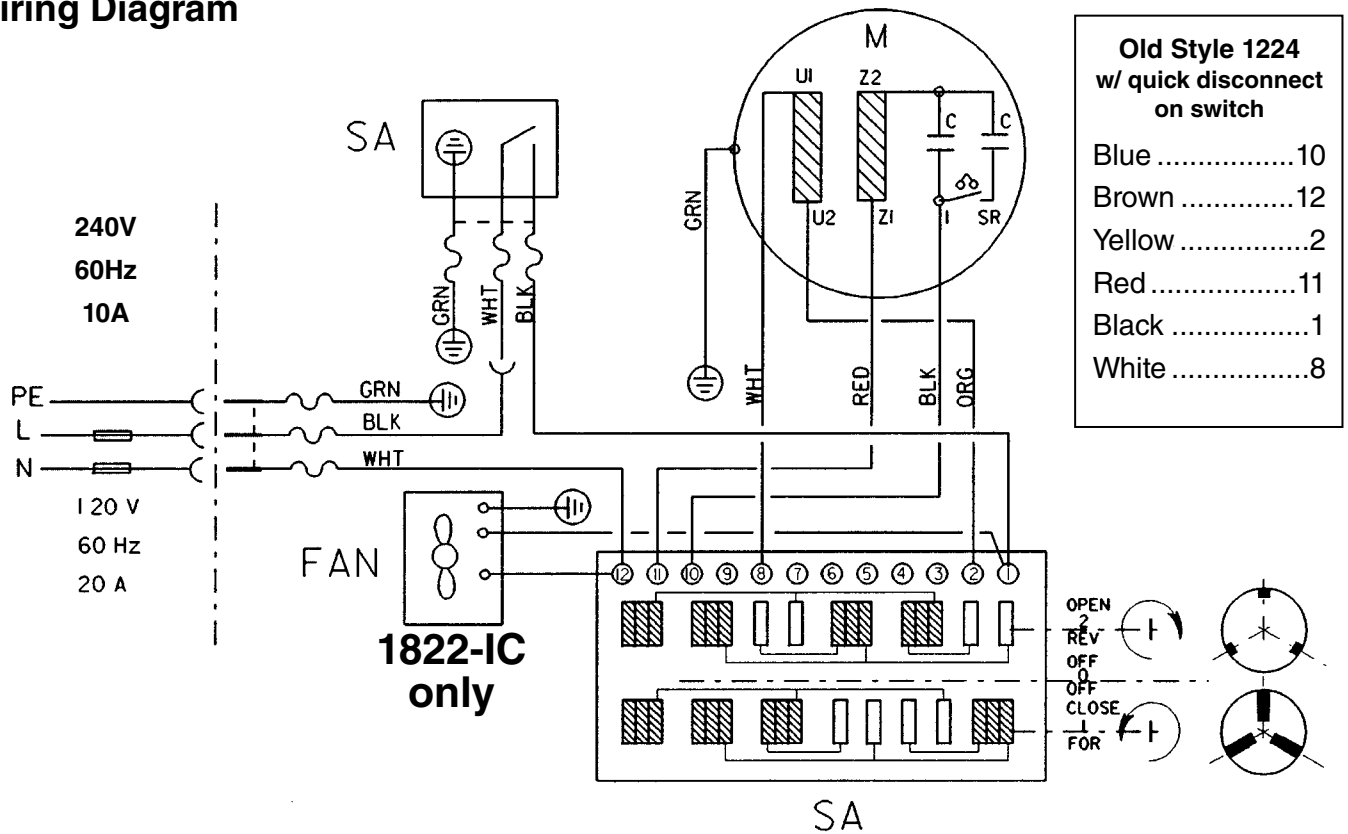 iring Diagram
Old Style 1224
w/ quick disconnect
on switch
Blue .................10
Brown ..............12
Yellow ................2
Red ..................11
Black .................1
White .................8
M
U1
Z2
C
C
U2
Z1
1
SR
SA
GRN
GRN
WHT
BLK
WHT
RED
BLK
ORG
240V
60Hz
10A
PE
GRN
L
BLK
N
WHT
120 V
60 Hz
20 A
FAN
1822-IC
only
12 11 10 9 8 7 6 5 4 3 2 1
OPEN
2
REV
OFF
0
OFF
CLOSE
1
FOR
SA